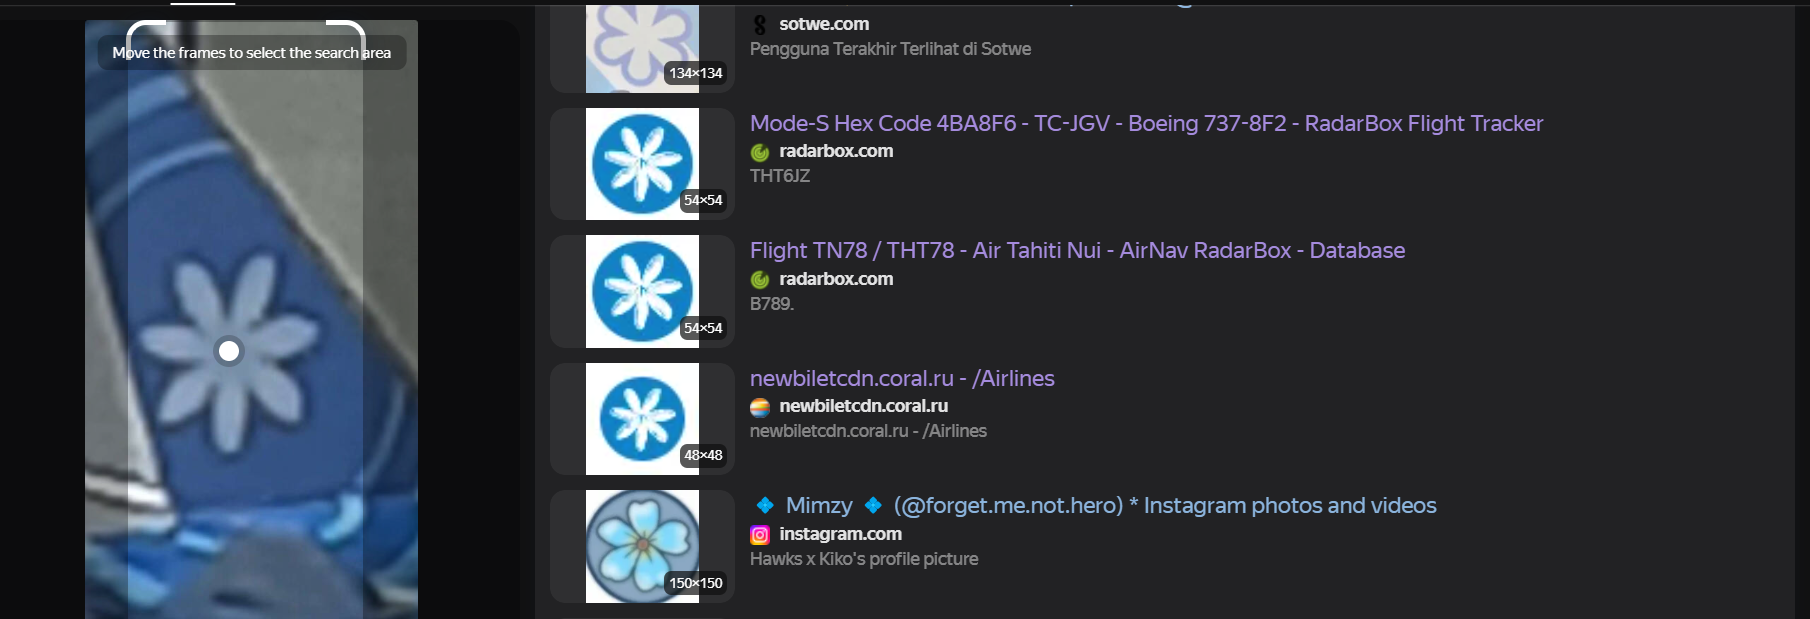 Move the frames to select the search area
sotwe.com
Pengguna Terakhir Terlihat di Sotwe
134×134
Mode-S Hex Code 4BA8F6 - TC-JGV - Boeing 737-8F2 - RadarBox Flight Tracker
radarbox.com
THT6JZ
54×54
Flight TN78 / THT78 - Air Tahiti Nui - AirNav RadarBox - Database
radarbox.com
B789.
54×54
newbiletcdn.coral.ru - /Airlines
newbiletcdn.coral.ru
newbiletcdn.coral.ru - /Airlines
48×48
🔹 Mimzy 🔹 (@forget.me.not.hero) * Instagram photos and videos
instagram.com
Hawks x Kiko's profile picture
150×150